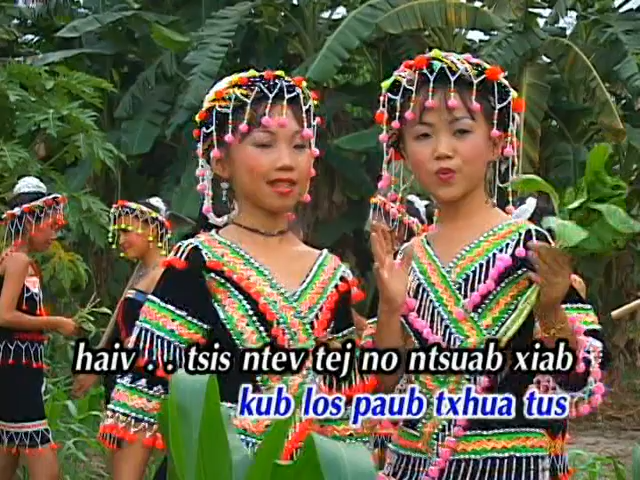 haiv . . tsis ntev tej no ntsuab xiab
kub los paub txhua tus